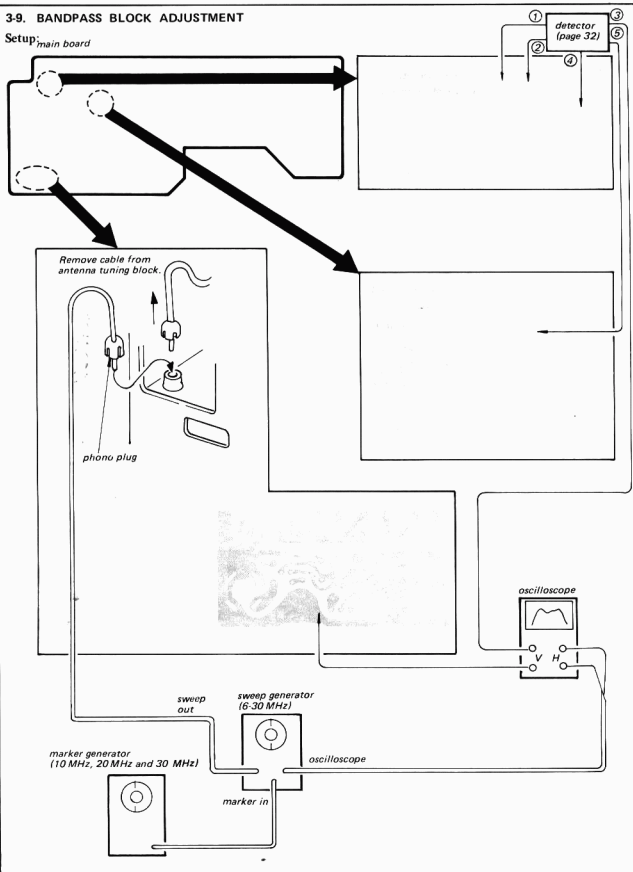 3-9. BANDPASS BLOCK ADJUSTMENT
Setup:
main board
① ③
detector
(page 32)
② ⑤
④
Remove cable from
antenna tuning block.
phono plug
oscilloscope
V H
sweep
out
sweep generator
(6-30 MHz)
marker generator
(10 MHz, 20 MHz and 30 MHz)
oscilloscope
marker in